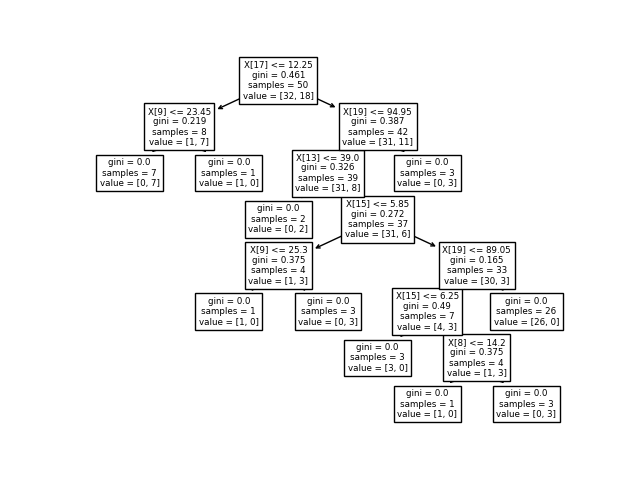 X[17] <= 12.25
gini = 0.461
samples = 50
value = [32, 18]
X[9] <= 23.45
gini = 0.219
samples = 8
value = [1, 7]
X[19] <= 94.95
gini = 0.387
samples = 42
value = [31, 11]
gini = 0.0
samples = 7
value = [0, 7]
gini = 0.0
samples = 1
value = [1, 0]
X[13] <= 39.0
gini = 0.326
samples = 39
value = [31, 8]
gini = 0.0
samples = 3
value = [0, 3]
gini = 0.0
samples = 2
value = [0, 2]
X[15] <= 5.85
gini = 0.272
samples = 37
value = [31, 6]
X[9] <= 25.3
gini = 0.375
samples = 4
value = [1, 3]
X[19] <= 89.05
gini = 0.165
samples = 33
value = [30, 3]
gini = 0.0
samples = 1
value = [1, 0]
gini = 0.0
samples = 3
value = [0, 3]
X[15] <= 6.25
gini = 0.49
samples = 7
value = [4, 3]
gini = 0.0
samples = 26
value = [26, 0]
gini = 0.0
samples = 3
value = [3, 0]
X[8] <= 14.2
gini = 0.375
samples = 4
value = [1, 3]
gini = 0.0
samples = 1
value = [1, 0]
gini = 0.0
samples = 3
value = [0, 3]